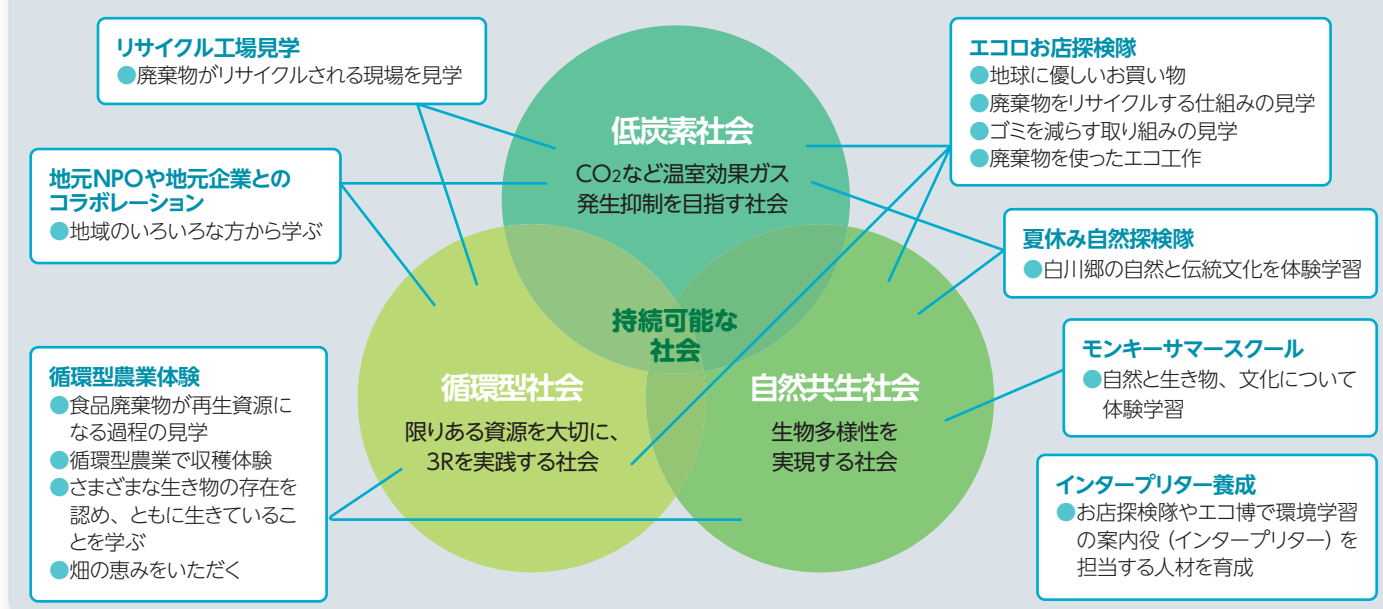 リサイクル工場見学
●廃棄物がリサイクルされる現場を見学
地元NPOや地元企業との
コラボレーション
●地域のいろいろな方から学ぶ
循環型農業体験
●食品廃棄物が再生資源に
なる過程の見学
●循環型農業で収穫体験
●さまざまな生き物の存在を
認め、ともに生きているこ
とを学ぶ
●畑の恵みをいただく
低炭素社会
CO2など温室効果ガス
発生抑制を目指す社会
持続可能な
社会
循環型社会
限りある資源を大切に、
3Rを実践する社会
自然共生社会
生物多様性を
実現する社会
エコロお店探検隊
●地球に優しいお買い物
●廃棄物をリサイクルする仕組みの見学
●ゴミを減らす取り組みの見学
●廃棄物を使ったエコ工作
夏休み自然探検隊
●白川郷の自然と伝統文化を体験学習
モンキーサマースクール
●自然と生き物、文化について
体験学習
インタープリター養成
●お店探検隊やエコ博で環境学習
の案内役（インタープリター）を
担当する人材を育成